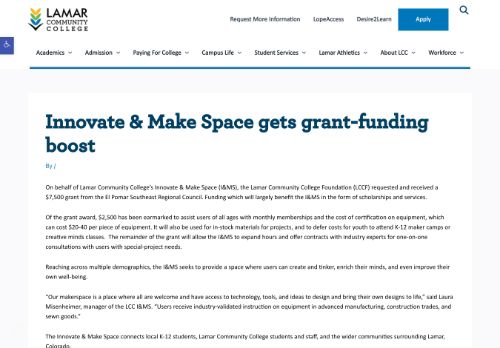 LAMAR
COMMUNITY
COLLEGE
Request More Information LopeAccess Desire2Learn Apply
Academics Admission Paying For College Campus Life Student Services Lamar Athletics About LCC Workforce
Innovate & Make Space gets grant-funding
boost
By /
On behalf of Lamar Community College's Innovate & Make Space (I&MS), the Lamar Community College Foundation (LCCF) requested and received a
$7,500 grant from the El Pomar Southeast Regional Council. Funding which will largely benefit the I&MS in the form of scholarships and services.
Of the grant award, $2,500 has been earmarked to assist users of all ages with monthly memberships and the cost of certification on equipment, which
can cost $20-40 per piece of equipment. It will also be used for in-stock materials for projects, and to defer costs for youth to attend K-12 maker camps or
creative minds classes. The remainder of the grant will allow the I&MS to expand hours and offer contracts with industry experts for one-on-one
consultations with users with special-project needs.
Reaching across multiple demographics, the I&MS seeks to provide a space where users can create and tinker, enrich their minds, and even improve their
own well-being.
"Our makerspace is a place where all are welcome and have access to technology, tools, and ideas to design and bring their own designs to life," said Laura
Misenheimer, manager of the LCC I&MS. "Users receive industry-validated instruction on equipment in advanced manufacturing, construction trades, and
sewn goods."
The Innovate & Make Space connects local K-12 students, Lamar Community College students and staff, and the wider communities surrounding Lamar,
Colorado.